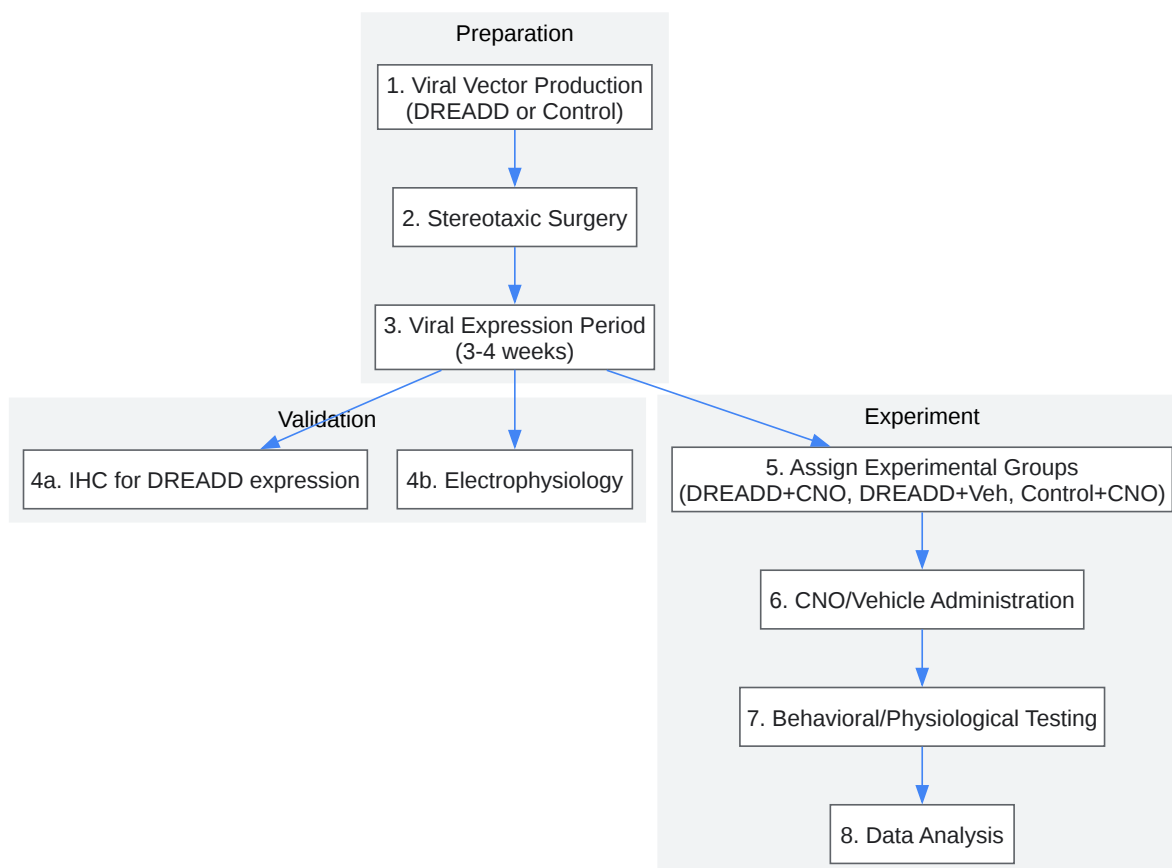 Preparation
1. Viral Vector Production
(DREADD or Control)
2. Stereotaxic Surgery
3. Viral Expression Period
(3-4 weeks)
Validation
4a. IHC for DREADD expression
4b. Electrophysiology
Experiment
5. Assign Experimental Groups
(DREADD+CNO, DREADD+Veh, Control+CNO)
6. CNO/Vehicle Administration
7. Behavioral/Physiological Testing
8. Data Analysis